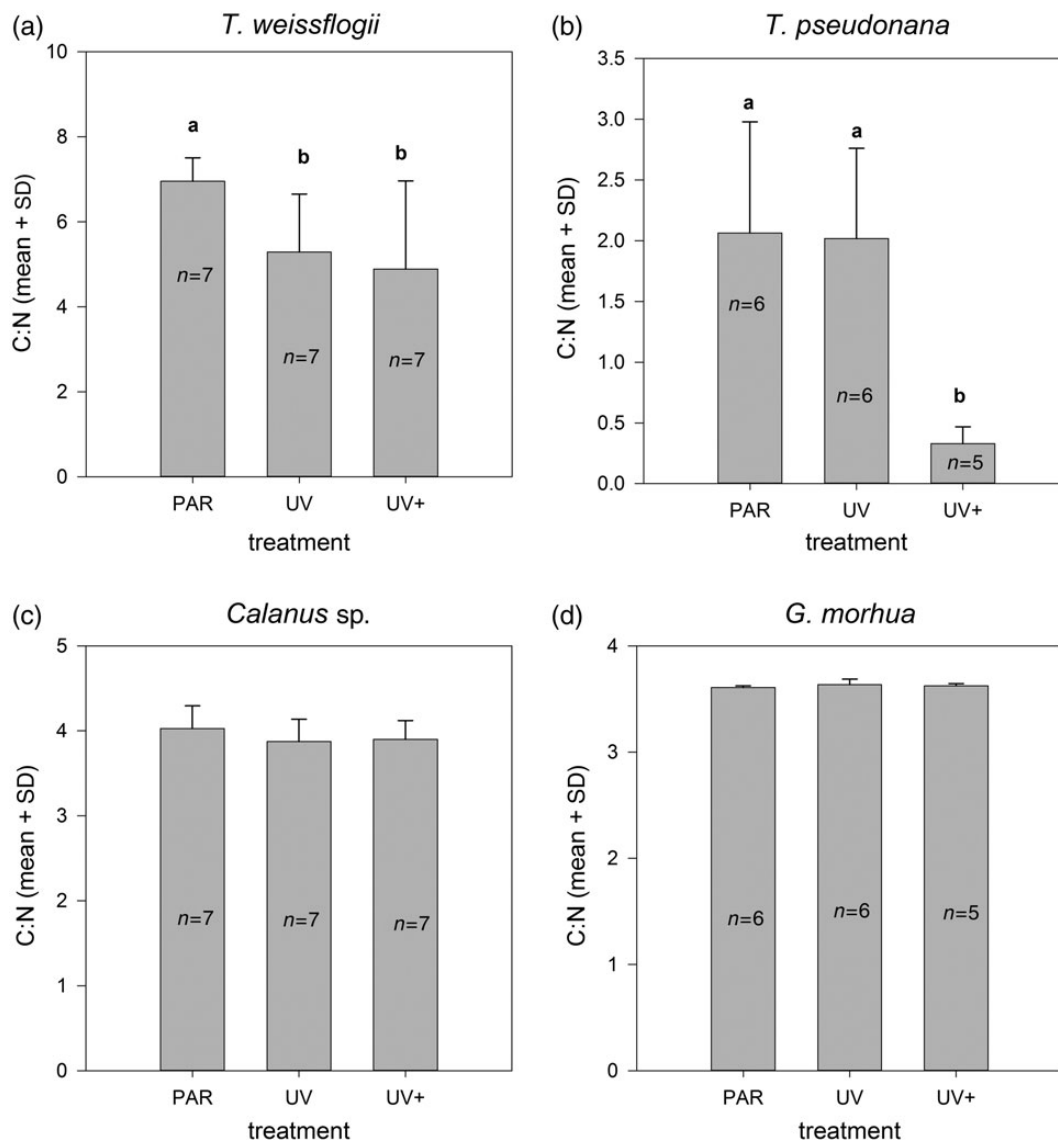 (a) T. weissflogii
10
8
6
4
2
0
C:N (mean + SD)
a
b
b
n=7
n=7
n=7
PAR UV UV+
treatment
(b) T. pseudonana
3.5
3.0
2.5
2.0
1.5
1.0
0.5
0.0
C:N (mean + SD)
a
a
b
n=6
n=6
n=5
PAR UV UV+
treatment
(c) Calanus sp.
5
4
3
2
1
0
C:N (mean + SD)
n=7 n=7 n=7
PAR UV UV+
treatment
(d) G. morhua
4
3
2
1
0
C:N (mean + SD)
n=6 n=6 n=5
PAR UV UV+
treatment